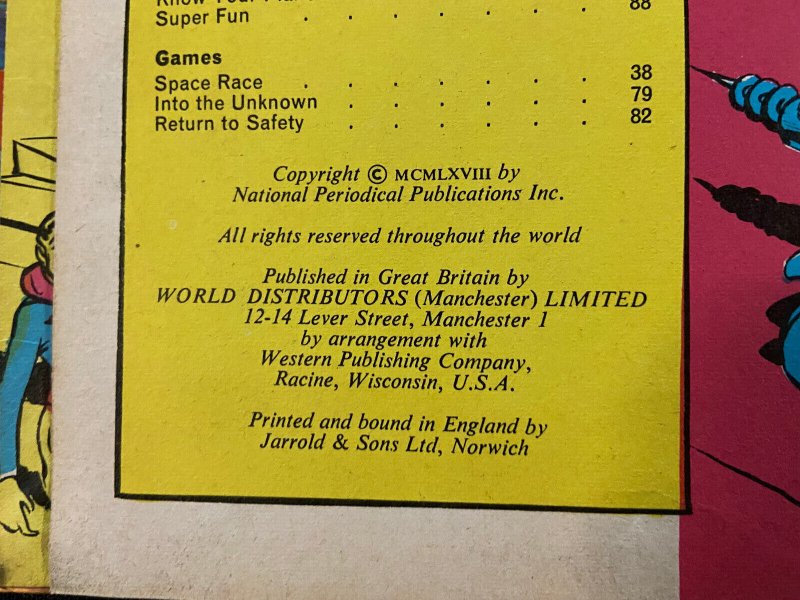 Super Fun . . . . . . 88
Games
Space Race . . . . . . 38
Into the Unknown . . . . . 79
Return to Safety . . . . . 82
Copyright © MCMLXVIII by
National Periodical Publications Inc.
All rights reserved throughout the world
Published in Great Britain by
WORLD DISTRIBUTORS (Manchester) LIMITED
12-14 Lever Street, Manchester 1
by arrangement with
Western Publishing Company,
Racine, Wisconsin, U.S.A.
Printed and bound in England by
Jarrold & Sons Ltd, Norwich